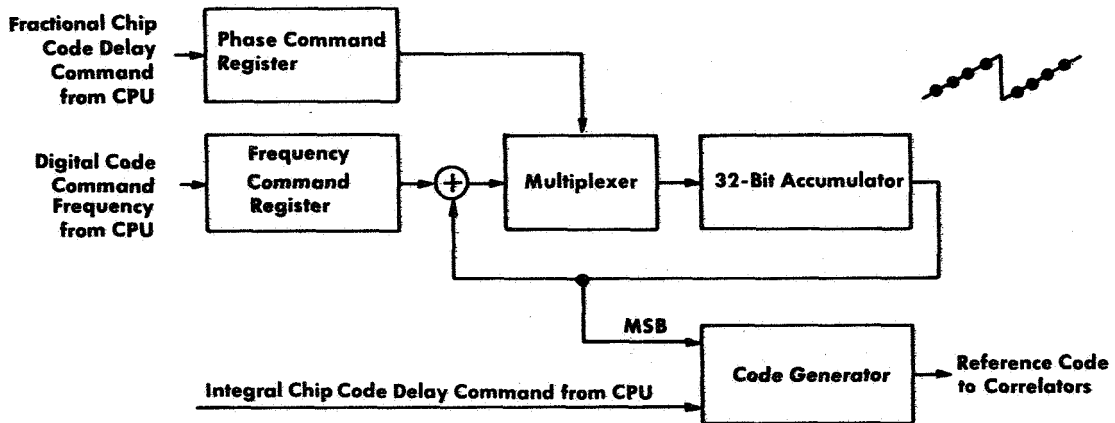 Fractional Chip
Code Delay
Command
from CPU
Phase Command
Register
Digital Code
Command
Frequency
from CPU
Frequency
Command
Register
+
Multiplexer
32-Bit Accumulator
MSB
Integral Chip Code Delay Command from CPU
Code Generator
Reference Code
to Correlators